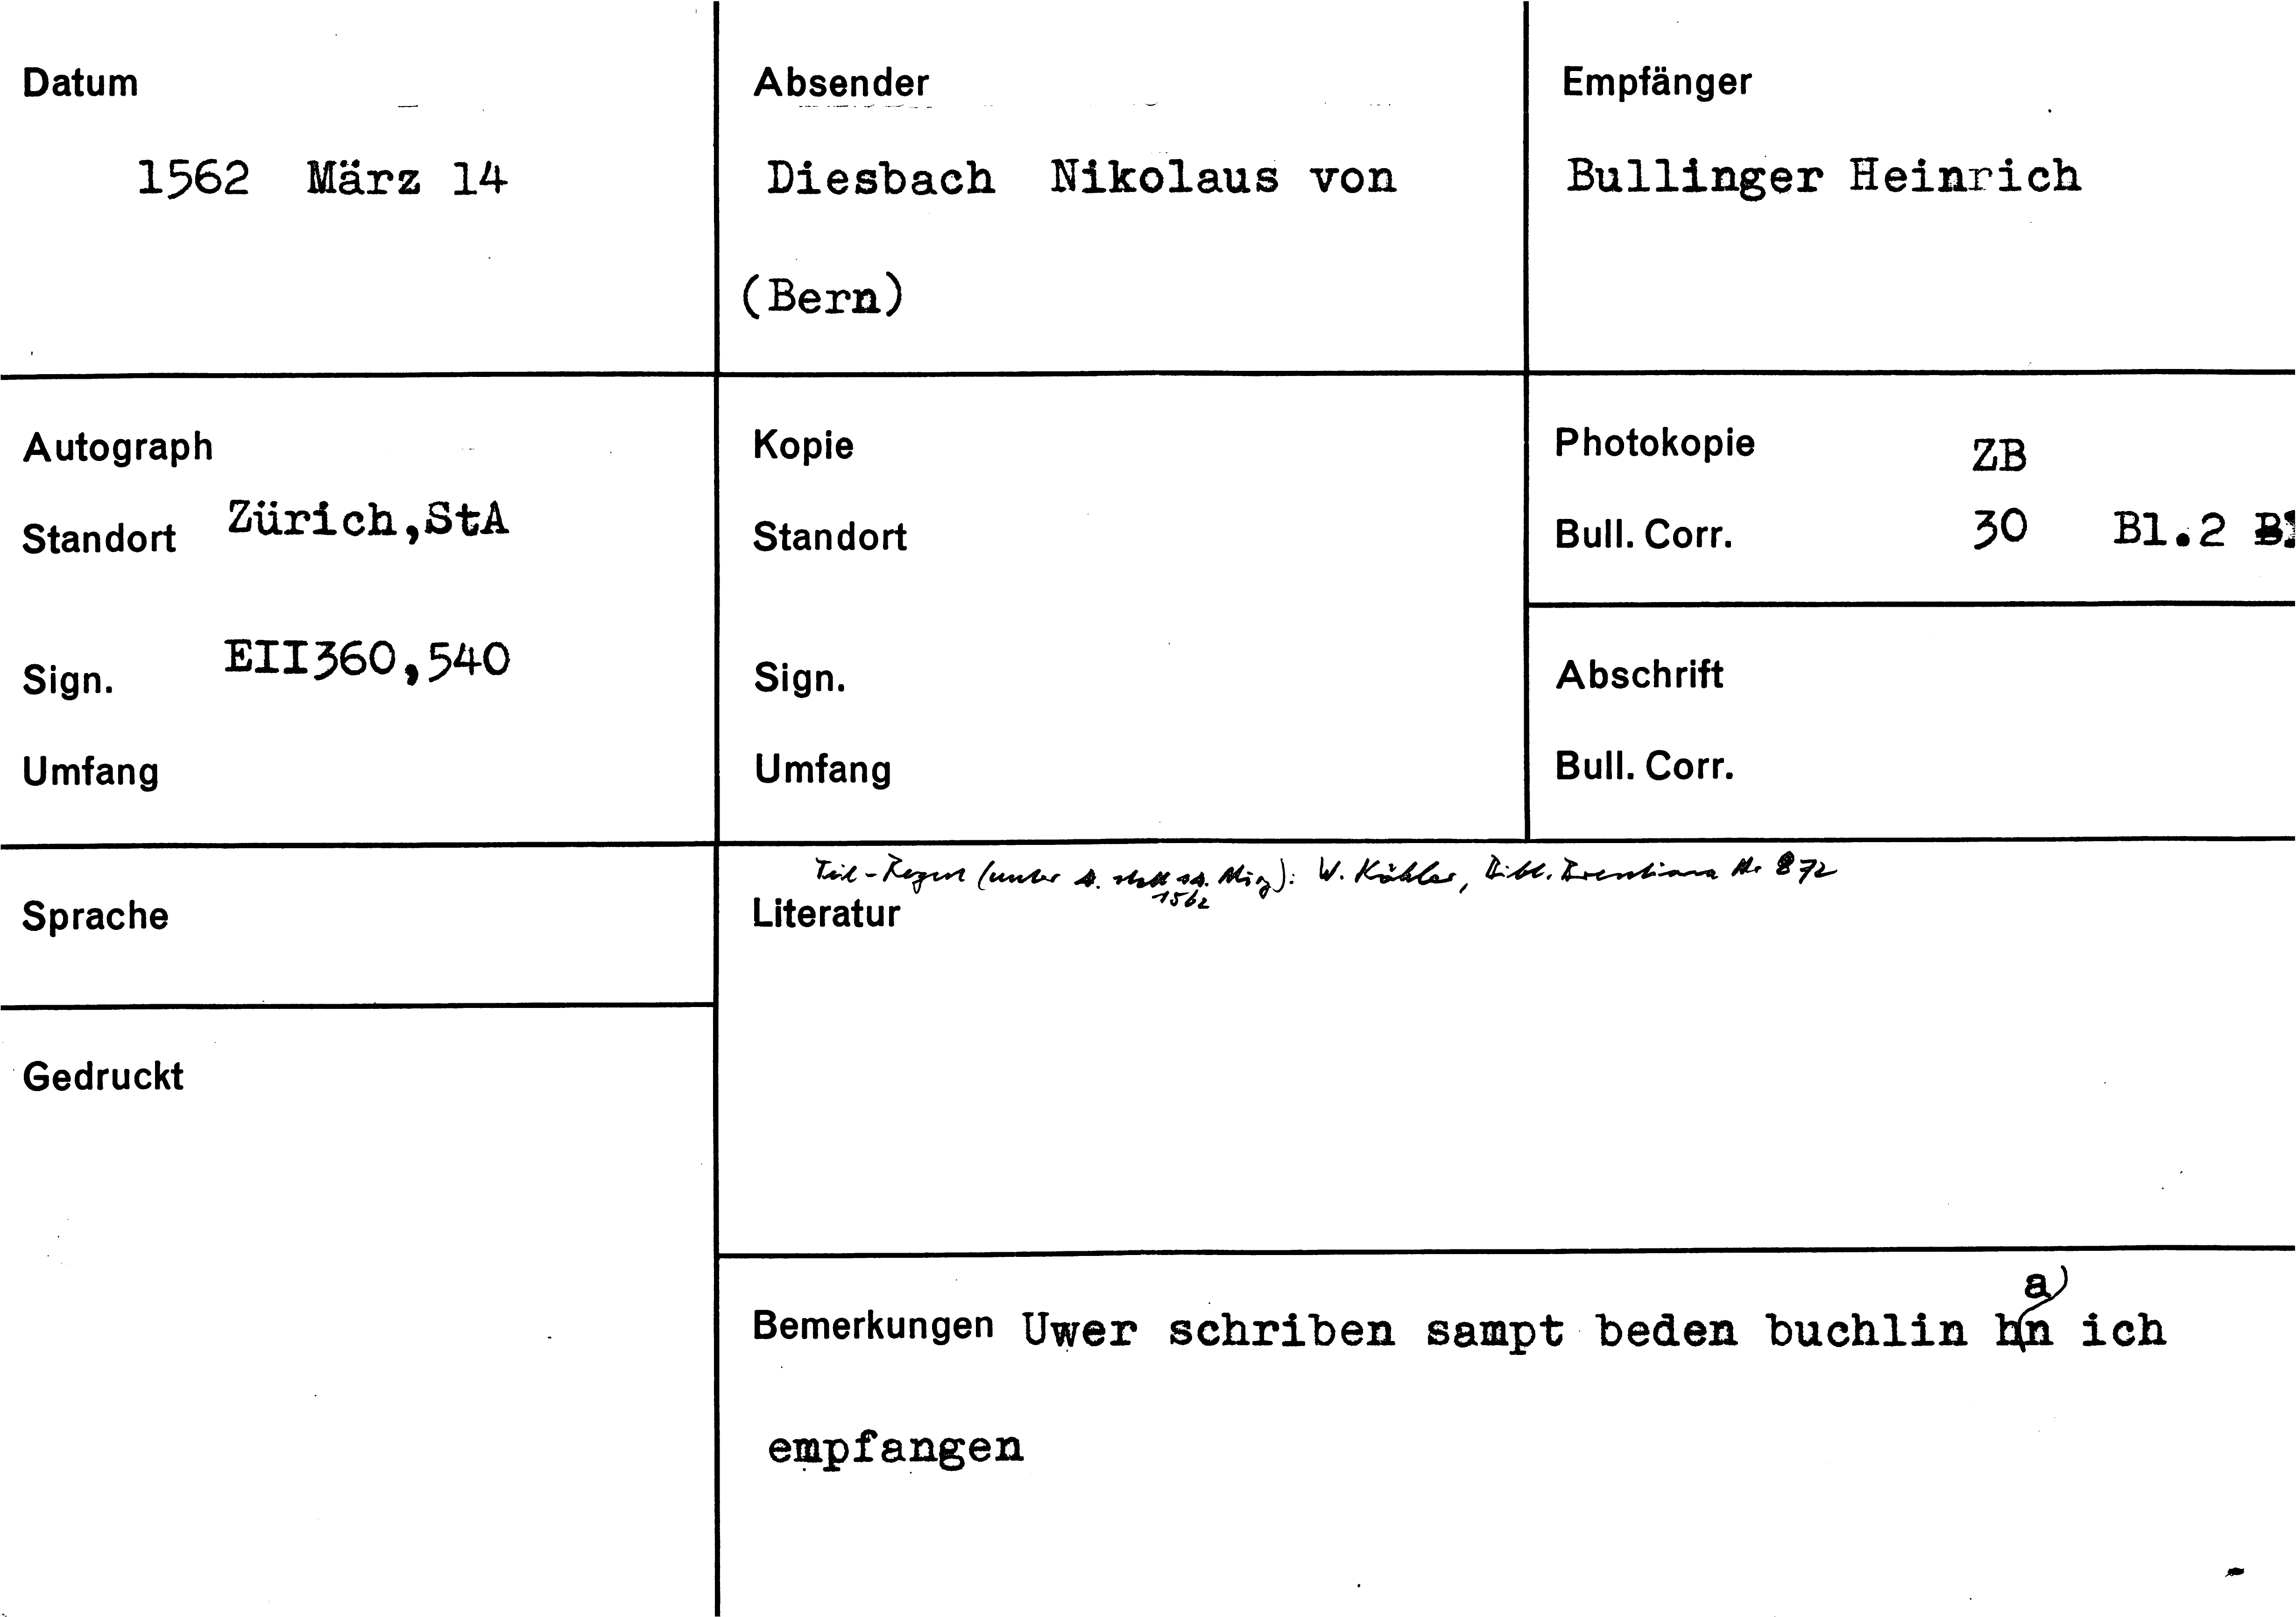 Datum
1562 März 14
Absender
Diesbach Nikolaus von
(Bern)
Empfänger
Bullinger Heinrich
Autograph
Standort Zürich,StA
Sign. EII360,540
Umfang
Kopie
Standort
Sign.
Umfang
Photokopie ZB
Bull. Corr. 30 Bl.2
Abschrift
Bull. Corr.
Sprache
Gedruckt
Teil-Regest (unter 4. statt 14. März): W. Köhler, Bibl. Brentiana Nr 872
1562
Literatur
Bemerkungen Uwer schriben sampt beden buchlin han ich
empfangen